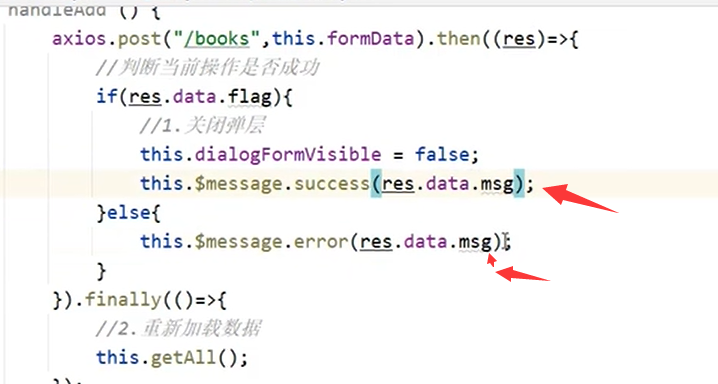 handleAdd () {
axios.post("/books",this.formData).then((res)=>{
//判断当前操作是否成功
if(res.data.flag){
//1.关闭弹层
this.dialogFormVisible = false;
this.$message.success(res.data.msg);
}else{
this.$message.error(res.data.msg);
}
}).finally(()=>{
//2.重新加载数据
this.getAll();
});